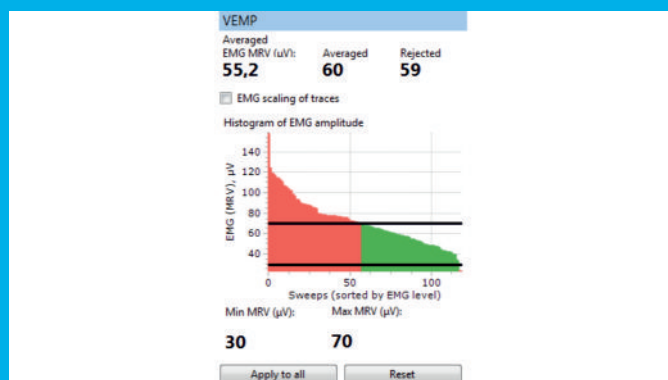 VEMP
Averaged
EMG MRV (uV): Averaged Rejected
55,2 60 59
EMG scaling of traces
Histogram of EMG amplitude
140
120
100
80
60
40
EMG (MRV), µV
0 50 100
Sweeps (sorted by EMG level)
Min MRV (µV): Max MRV (µV):
30 70
Apply to all Reset